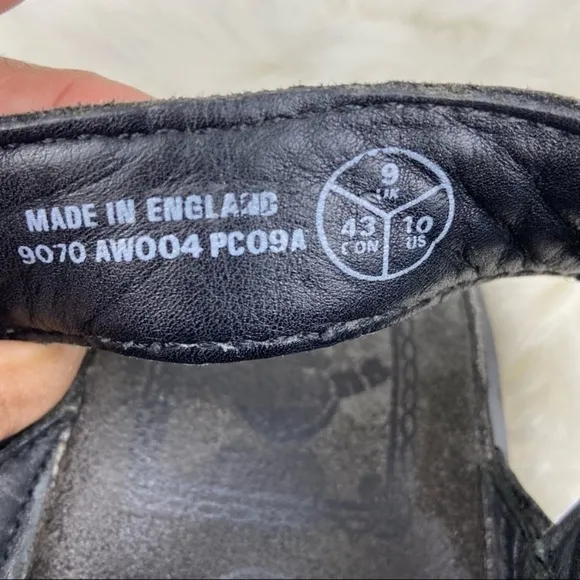 MADE IN ENGLAND
9070 AW004 PC09A
9
UK
43
CON
10
US